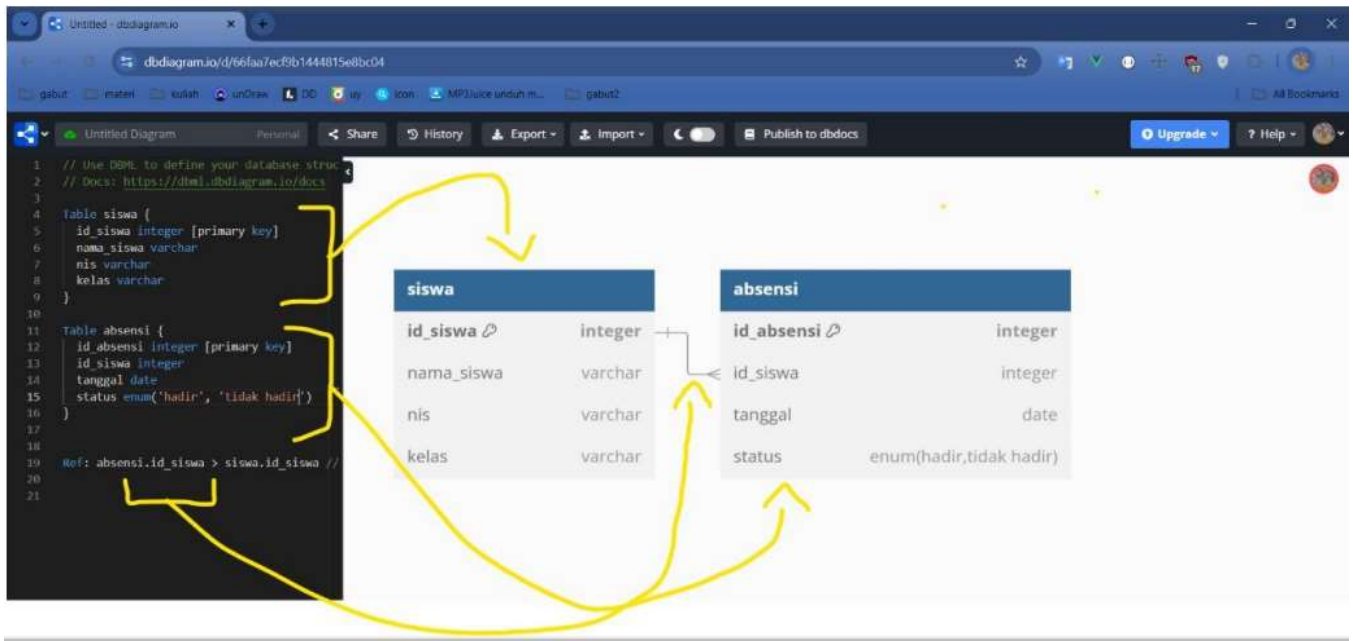 Untitled - dbdiagram.io
dbdiagram.io/d/66faa7ecf9b1444815e8bc04
17
gabut materi kuliah unDraw DD uy icon MP3Juice unduh m... gabut2 All Bookmarks
Untitled Diagram Personal Share History Export Import Publish to dbdocs Upgrade ? Help
1 // Use DBML to define your database struc
2 // Docs: https://dbml.dbdiagram.io/docs
3
4 Table siswa {
5 id_siswa integer [primary key]
6 nama_siswa varchar
7 nis varchar
8 kelas varchar
9 }
10
11 Table absensi {
12 id_absensi integer [primary key]
13 id_siswa integer
14 tanggal date
15 status enum('hadir', 'tidak hadir')
16 }
17
18
19 Ref: absensi.id_siswa > siswa.id_siswa //
20
21
siswa
id_siswa integer
nama_siswa varchar
nis varchar
kelas varchar
absensi
id_absensi integer
id_siswa integer
tanggal date
status enum(hadir,tidak hadir)